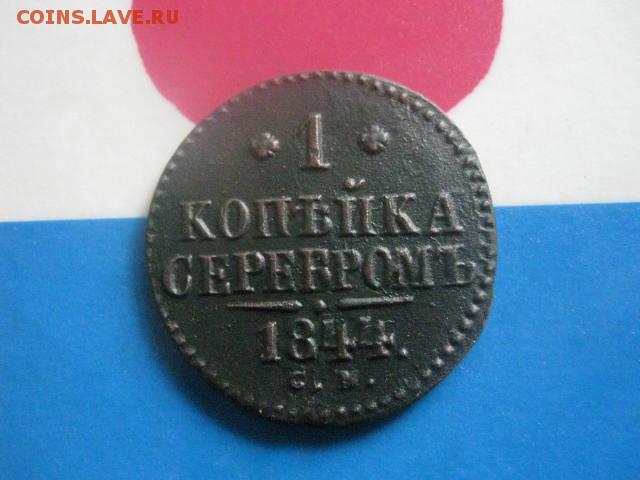 COINS.LAVE.RU
1
КОПѢЙКА
СЕРЕБРОМЪ
1844.
С. М.